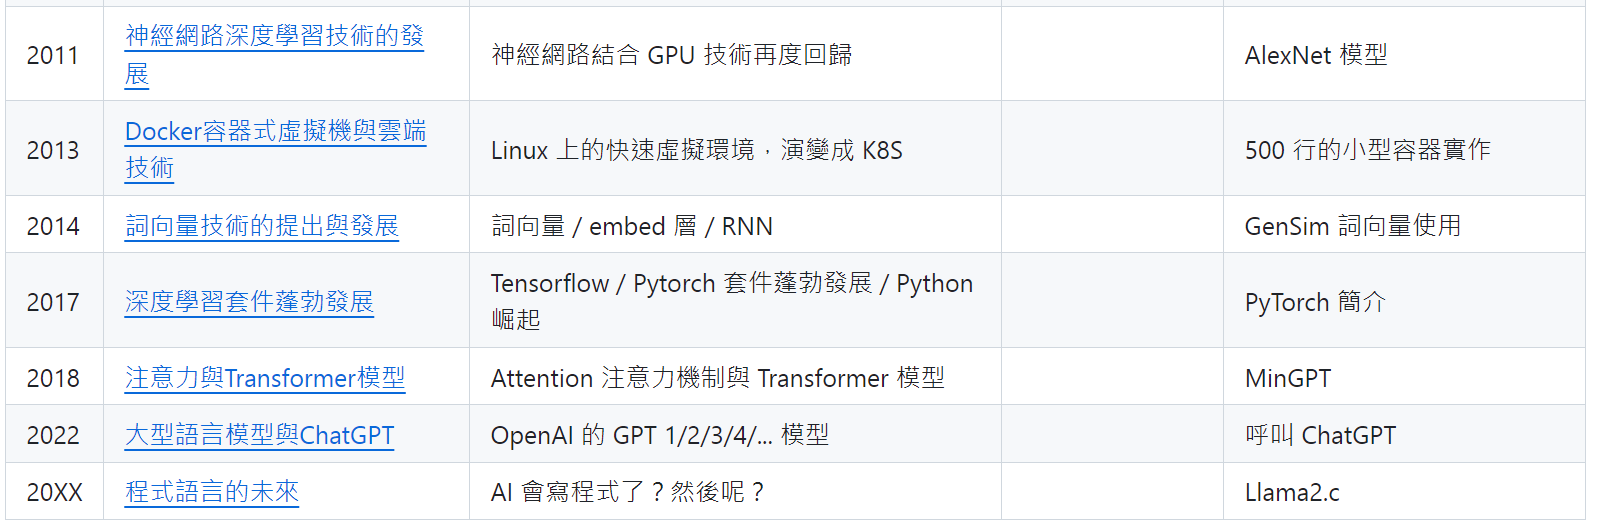 2011
神經網路深度學習技術的發
展
神經網路結合 GPU 技術再度回歸
AlexNet 模型
2013
Docker容器式虛擬機與雲端
技術
Linux 上的快速虛擬環境，演變成 K8S
500 行的小型容器實作
2014
詞向量技術的提出與發展
詞向量 / embed 層 / RNN
GenSim 詞向量使用
2017
深度學習套件蓬勃發展
Tensorflow / Pytorch 套件蓬勃發展 / Python
崛起
PyTorch 簡介
2018
注意力與Transformer模型
Attention 注意力機制與 Transformer 模型
MinGPT
2022
大型語言模型與ChatGPT
OpenAI 的 GPT 1/2/3/4/... 模型
呼叫 ChatGPT
20XX
程式語言的未來
AI 會寫程式了？然後呢？
Llama2.c